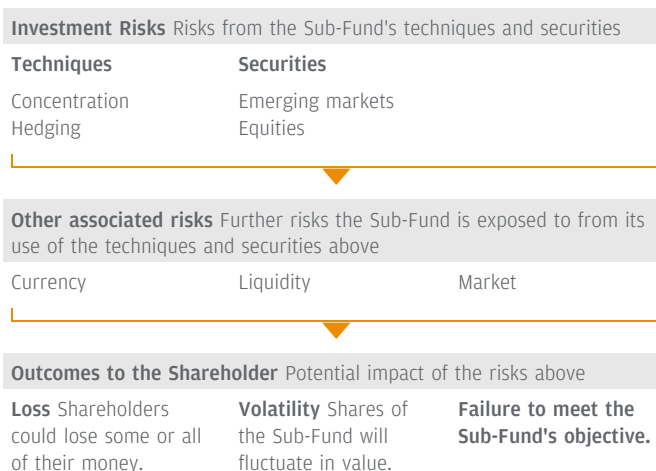 Investment Risks Risks from the Sub-Fund's techniques and securities
Techniques Securities
Concentration Emerging markets
Hedging Equities
Other associated risks Further risks the Sub-Fund is exposed to from its
use of the techniques and securities above
Currency Liquidity Market
Outcomes to the Shareholder Potential impact of the risks above
Loss Shareholders
could lose some or all
of their money.
Volatility Shares of
the Sub-Fund will
fluctuate in value.
Failure to meet the
Sub-Fund's objective.